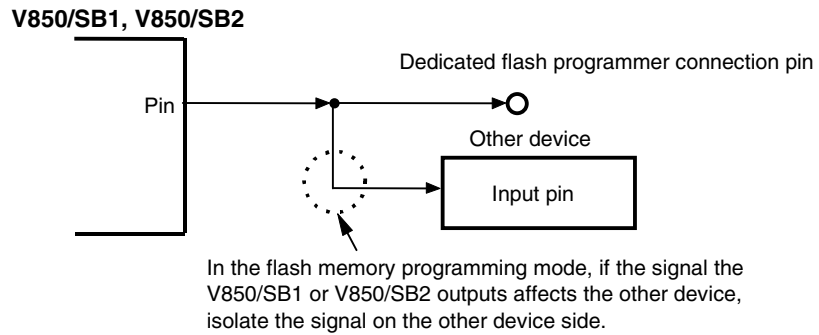 V850/SB1, V850/SB2
Dedicated flash programmer connection pin
Pin
Other device
Input pin
In the flash memory programming mode, if the signal the
V850/SB1 or V850/SB2 outputs affects the other device,
isolate the signal on the other device side.